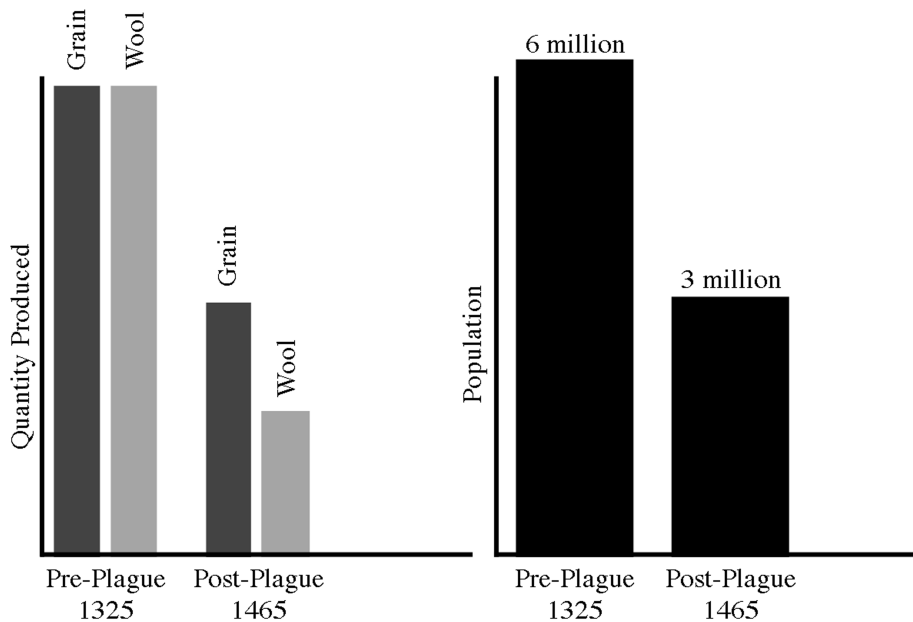 Grain
Wool
Grain
Wool
Quantity Produced
Pre-Plague
1325
Post-Plague
1465
6 million
3 million
Population
Pre-Plague
1325
Post-Plague
1465